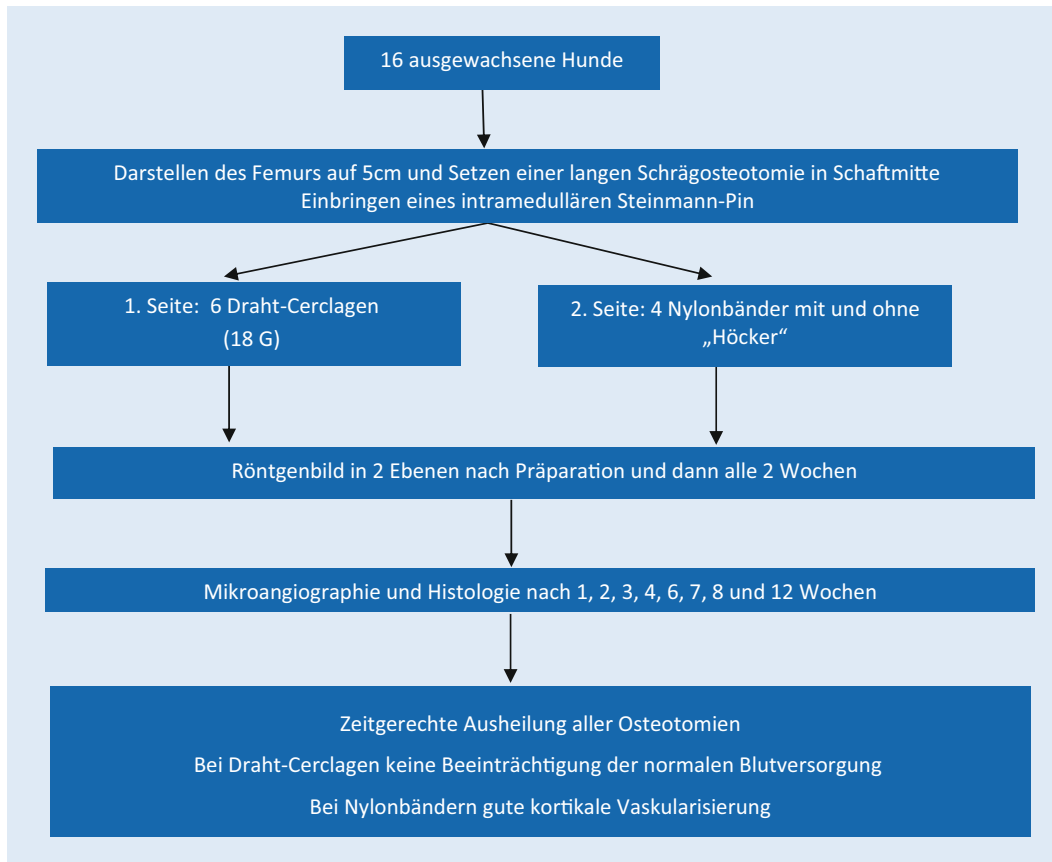 16 ausgewachsene Hunde
Darstellen des Femurs auf 5cm und Setzen einer langen Schrägosteotomie in Schaftmitte
Einbringen eines intramedullären Steinmann-Pin
1. Seite: 6 Draht-Cerclagen
(18 G)
2. Seite: 4 Nylonbänder mit und ohne
„Höcker“
Röntgenbild in 2 Ebenen nach Präparation und dann alle 2 Wochen
Mikroangiographie und Histologie nach 1, 2, 3, 4, 6, 7, 8 und 12 Wochen
Zeitgerechte Ausheilung aller Osteotomien
Bei Draht-Cerclagen keine Beeinträchtigung der normalen Blutversorgung
Bei Nylonbändern gute kortikale Vaskularisierung